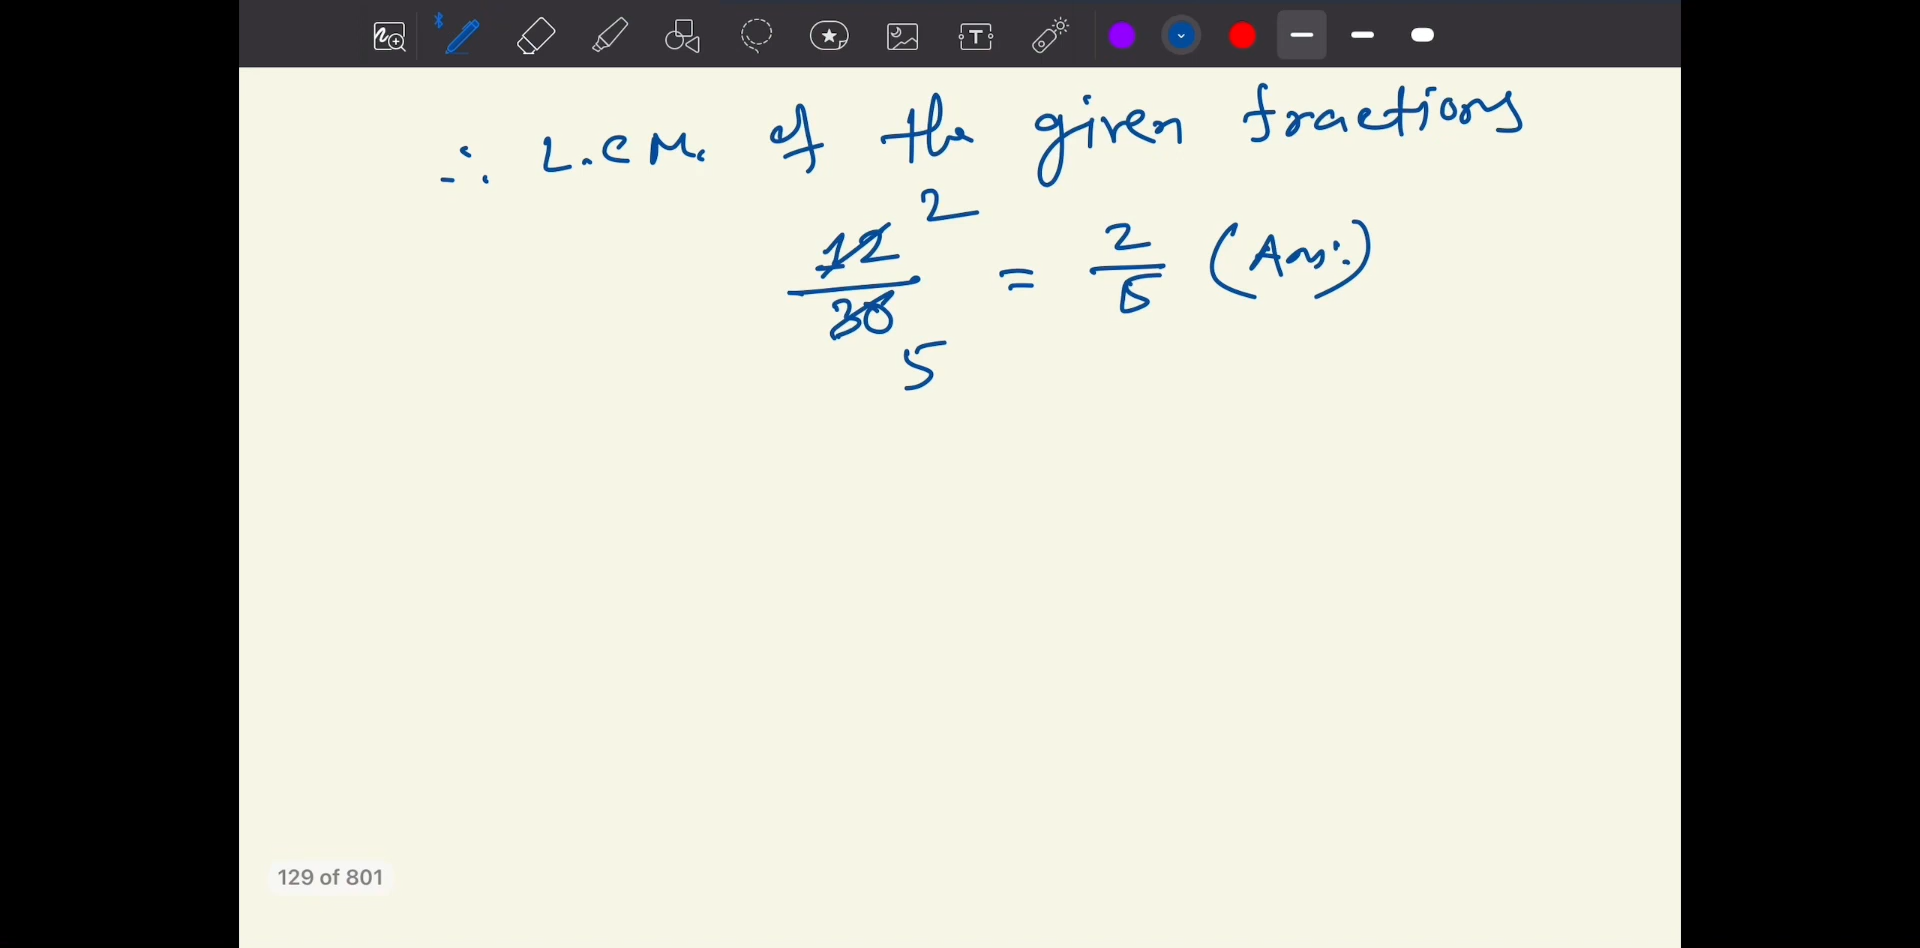 ∴ L.C.M. of the given fractions
2
12/30 = 2/5 (Ans:)
5
129 of 801